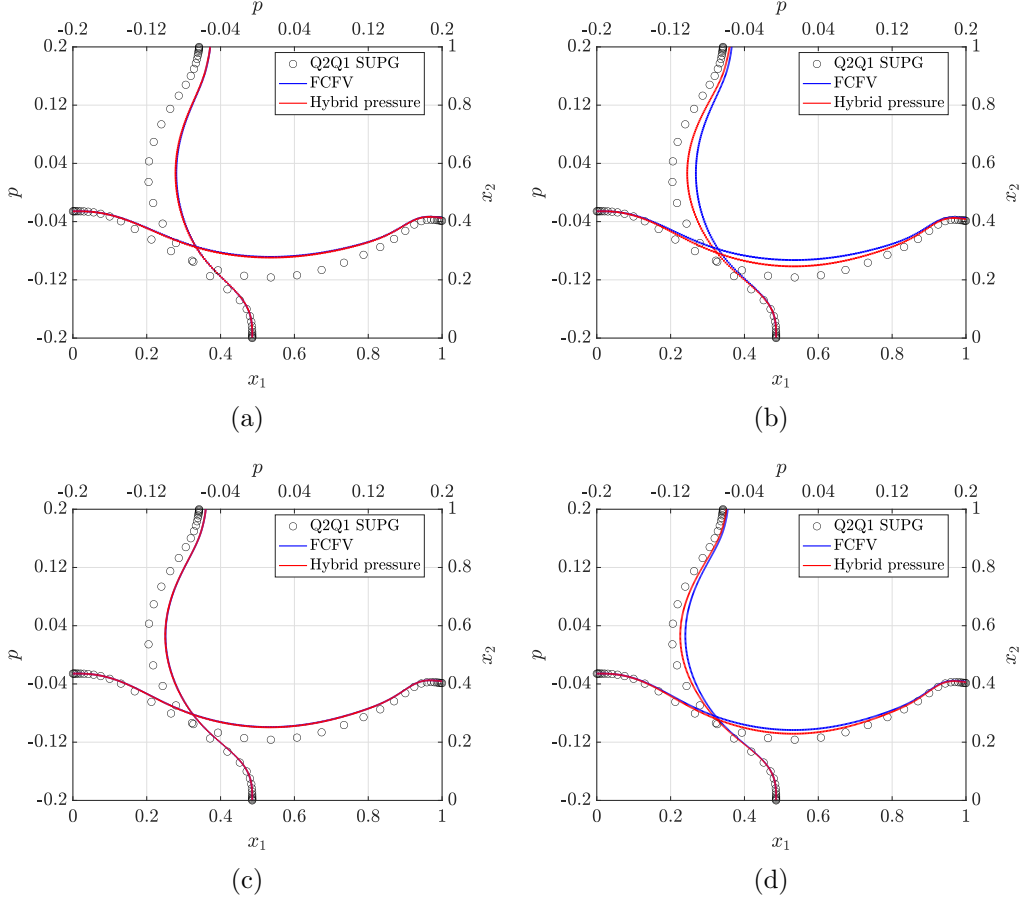 p
-0.2 -0.12 -0.04 0.04 0.12 0.2
0.2 1
Q2Q1 SUPG
FCFV
Hybrid pressure
0.12 0.8
0.04 0.6
p x2
-0.04 0.4
-0.12 0.2
-0.2 0
0 0.2 0.4 0.6 0.8 1
x1
(a)
p
-0.2 -0.12 -0.04 0.04 0.12 0.2
0.2 1
Q2Q1 SUPG
FCFV
Hybrid pressure
0.12 0.8
0.04 0.6
p x2
-0.04 0.4
-0.12 0.2
-0.2 0
0 0.2 0.4 0.6 0.8 1
x1
(b)
p
-0.2 -0.12 -0.04 0.04 0.12 0.2
0.2 1
Q2Q1 SUPG
FCFV
Hybrid pressure
0.12 0.8
0.04 0.6
p x2
-0.04 0.4
-0.12 0.2
-0.2 0
0 0.2 0.4 0.6 0.8 1
x1
(c)
p
-0.2 -0.12 -0.04 0.04 0.12 0.2
0.2 1
Q2Q1 SUPG
FCFV
Hybrid pressure
0.12 0.8
0.04 0.6
p x2
-0.04 0.4
-0.12 0.2
-0.2 0
0 0.2 0.4 0.6 0.8 1
x1
(d)